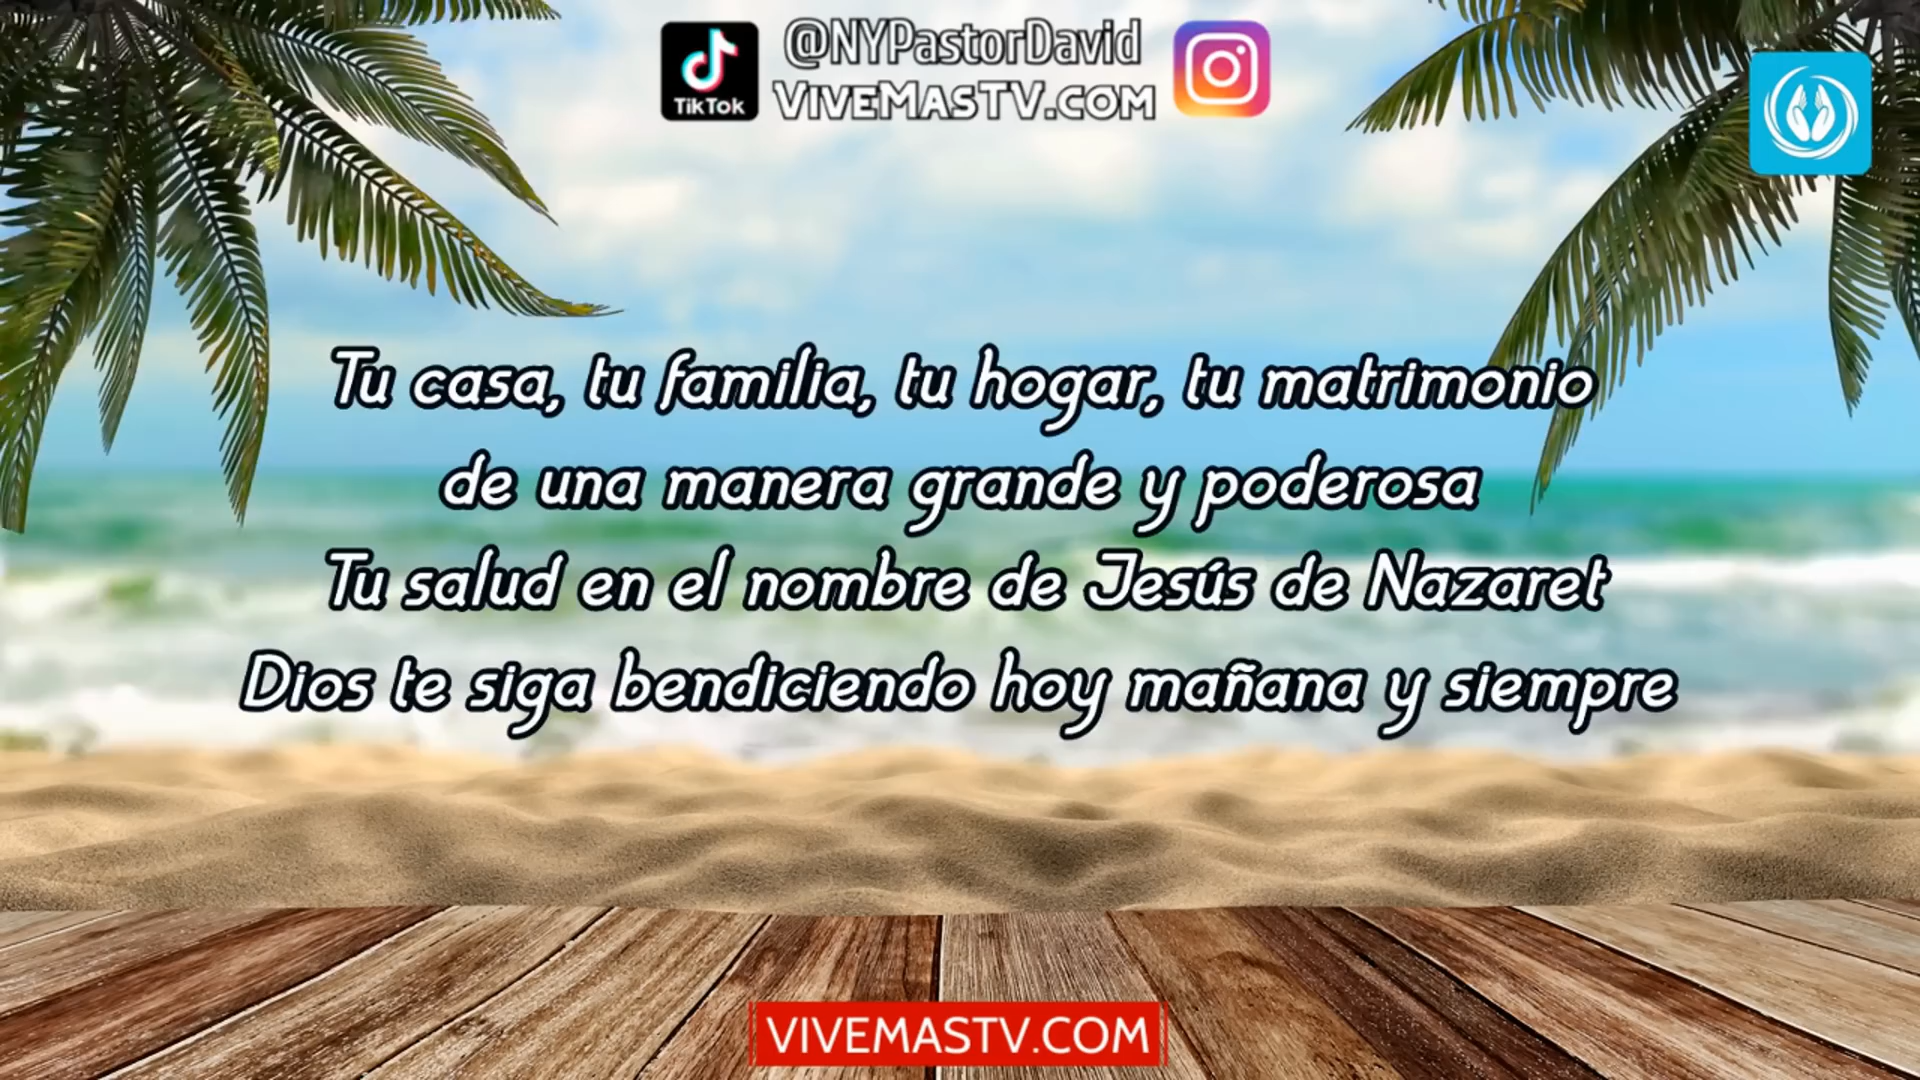 @NYPastorDavid
TikTok
ViveMasTV.com
Tu casa, tu familia, tu hogar, tu matrimonio
de una manera grande y poderosa
Tu salud en el nombre de Jesús de Nazaret
Dios te siga bendiciendo hoy mañana y siempre
VIVEMASTV.COM